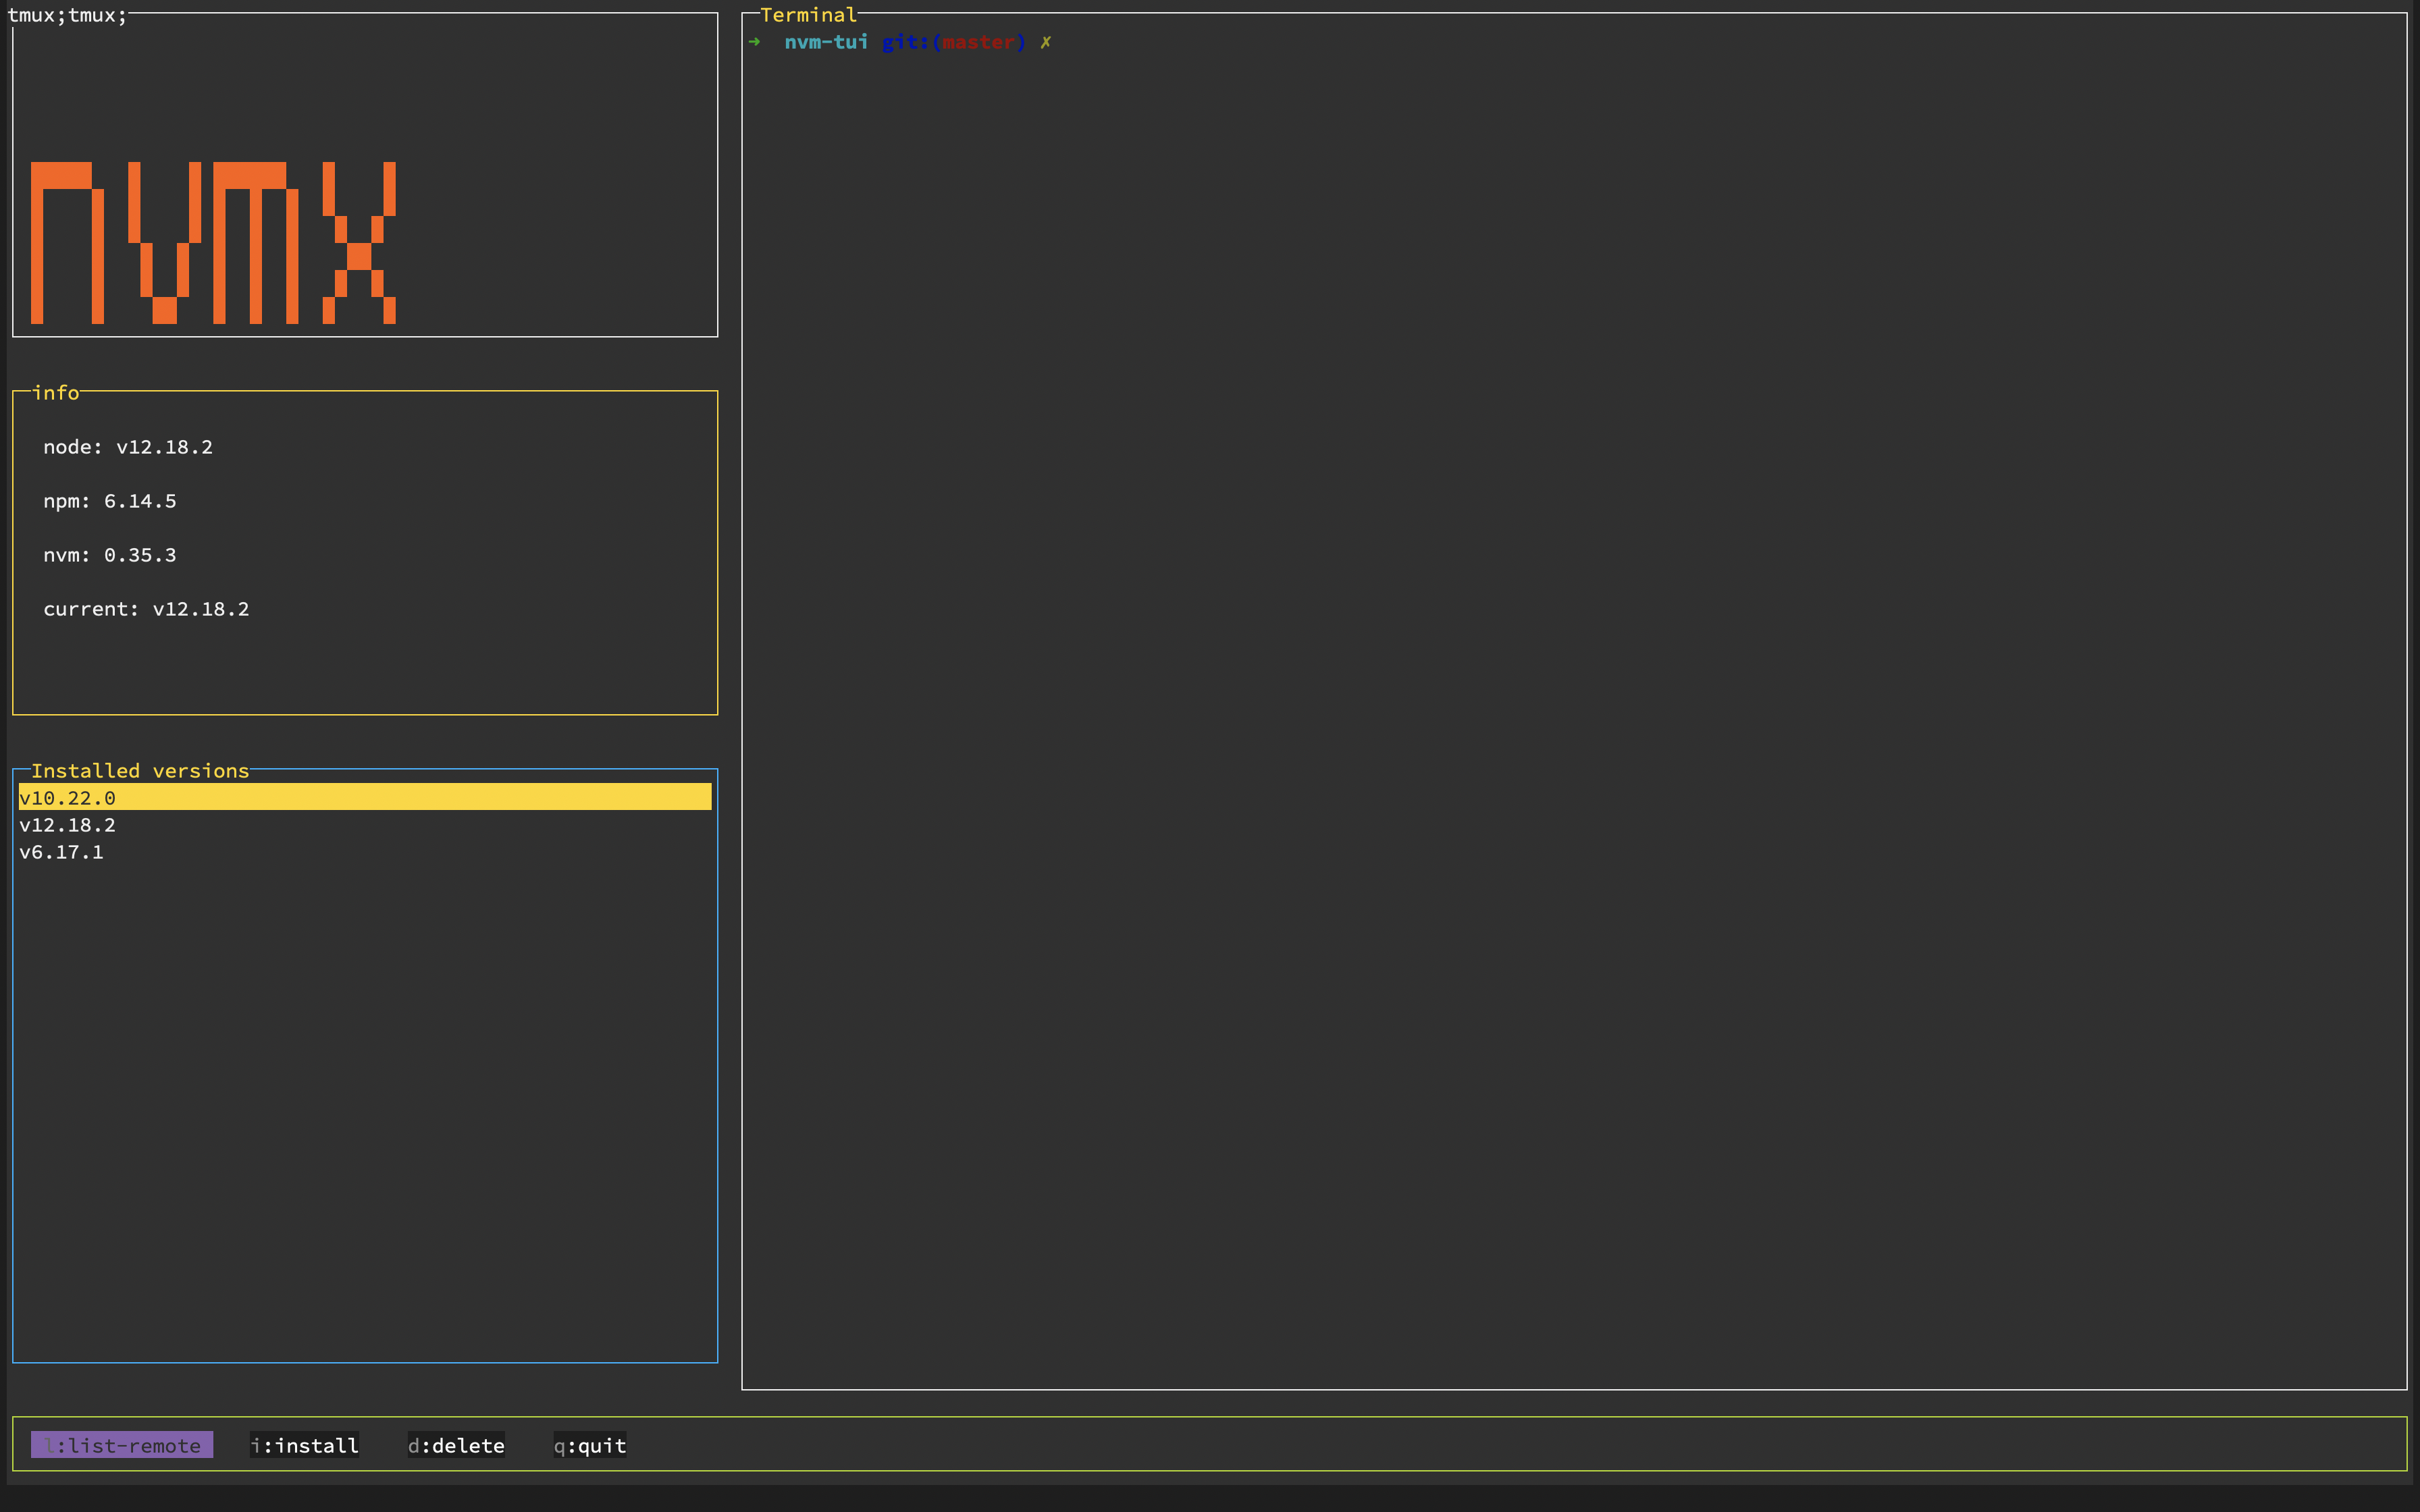 tmux;tmux;
nvmx
info
node: v12.18.2
npm: 6.14.5
nvm: 0.35.3
current: v12.18.2
Installed versions
v10.22.0
v12.18.2
v6.17.1
Terminal
➜ nvm-tui git:(master) ✗
l:list-remote i:install d:delete q:quit